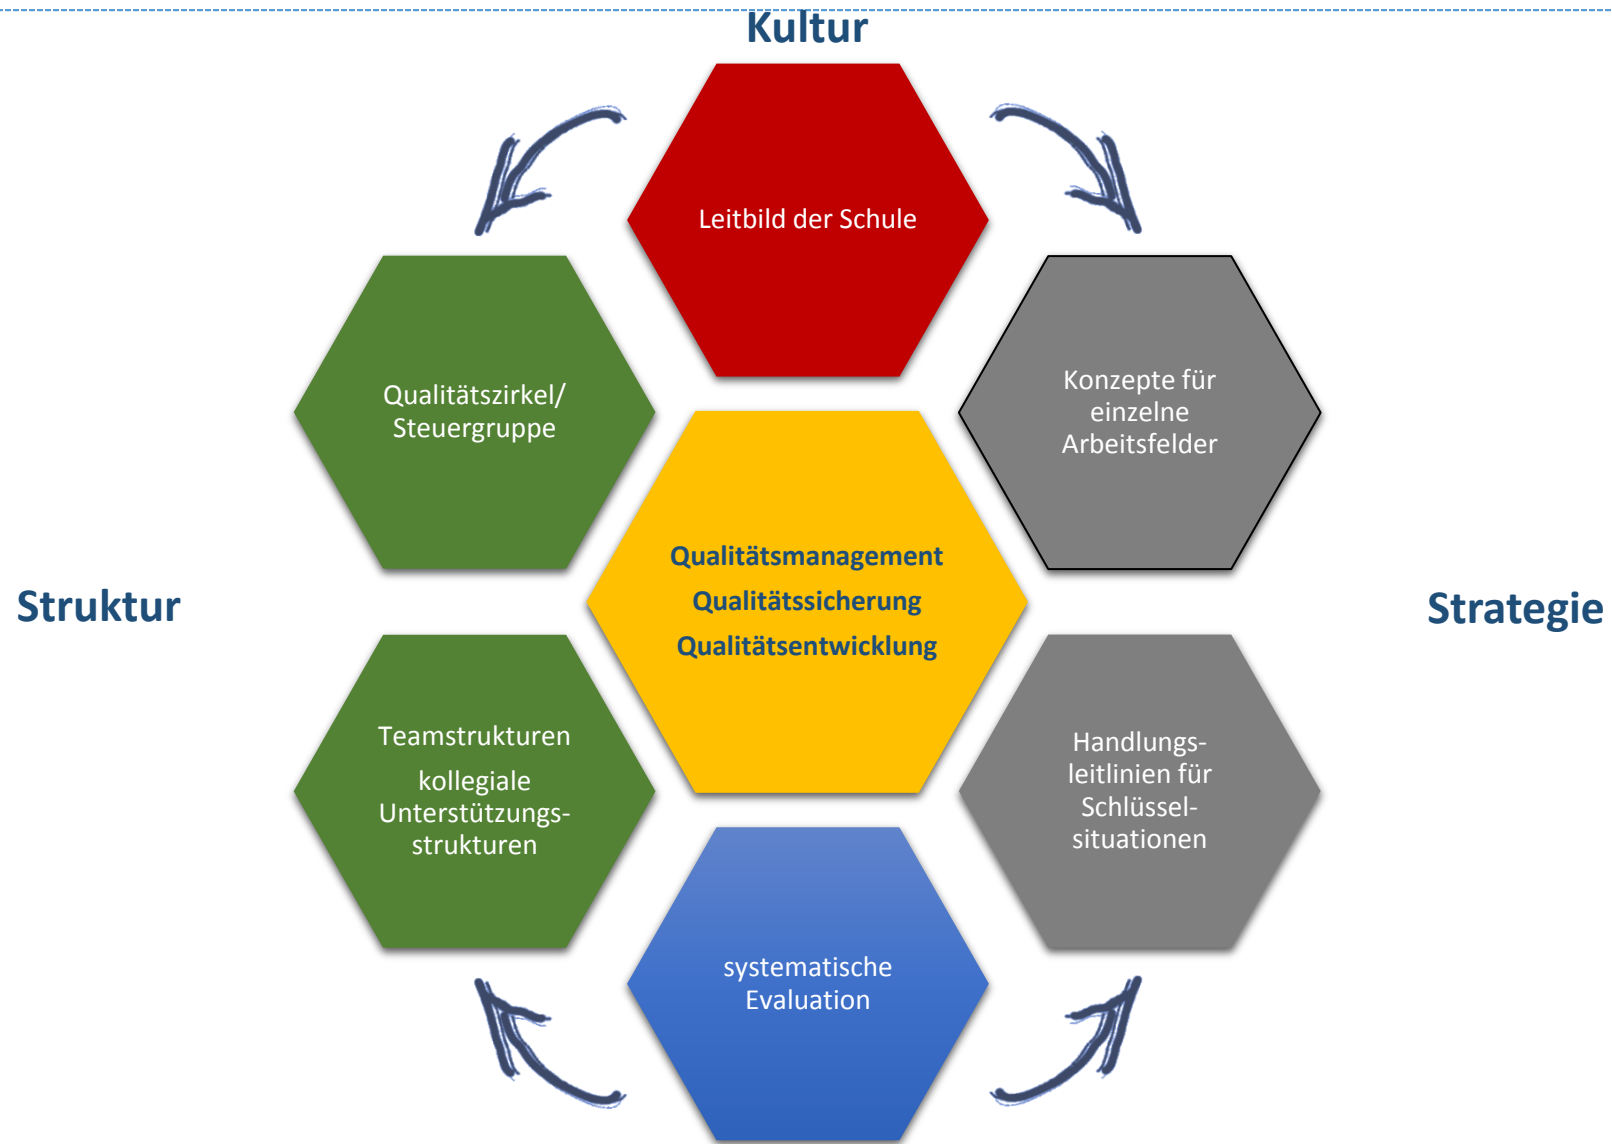 Kultur
Leitbild der Schule
Qualitätszirkel/
Steuergruppe
Konzepte für
einzelne
Arbeitsfelder
Qualitätsmanagement
Qualitätssicherung
Qualitätsentwicklung
Struktur
Strategie
Teamstrukturen
kollegiale
Unterstützungs-
strukturen
Handlungs-
leitlinien für
Schlüssel-
situationen
systematische
Evaluation